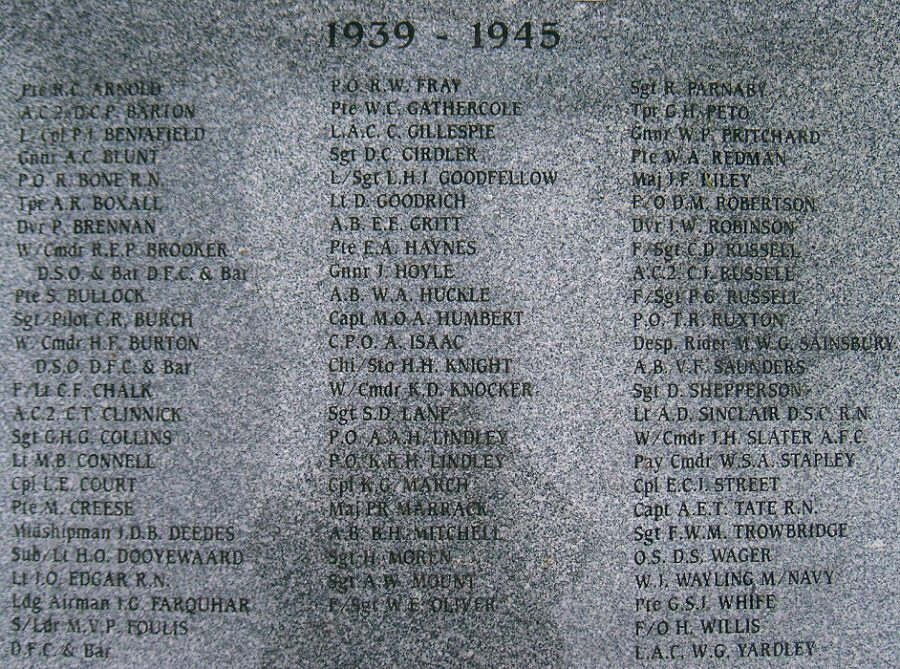 1939 - 1945
Pte R.C. ARNOLD
A.C.2. D.C.P. BARTON
L. Col P.J. BENJAFIELD
Gnnr A.C. BLUNT
P.O. R. BONE R.N.
Tpr A.R. BOXALL
Dvr P. BRENNAN
W/Cmdr R.E.P. BROOKER
D.S.O. & Bar D.F.C. & Bar
Pte S. BULLOCK
Sgt/Pilot C.R. BURCH
W Cmdr H.F. BURTON
D.S.O. D.F.C. & Bar
F/Lt C.F. CHALK
A.C.2. C.T. CLINNICK
Sgt G.H.G. COLLINS
Lt M.B. CONNELL
Cpl L.E. COURT
Pte M. CREESE
Midshipman J.D.B. DEEDES
Sub/Lt H.O. DOOYEWAARD
Lt J.O. EDGAR R.N.
Ldg Airman J.G. FARQUHAR
S/Ldr M.Y.P. FOULIS
D.F.C. & Bar
P.O. R.W. FRAY
Pte W.C. GATHERCOLE
L.A.C. C. GILLESPIE
Sgt D.C. GIRDLER
L/Sgt L.H.J. GOODFELLOW
Lt D. GOODRICH
A.B. E.E. GRITT
Pte E.A. HAYNES
Gnnr J. HOYLE
A.B. W.A. HUCKLE
Capt M.O.A. HUMBERT
C.P.O. A. ISAAC
Chi/Sto H.H. KNIGHT
W/Cmdr K.D. KNOCKER
Sgt S.D. LANE
P.O. A.A.H. LINDLEY
P.O. K.R.H. LINDLEY
Cpl K.G. MARCH
Maj P.R. MARRACK
A.B. B.H. MITCHELL
Sgt H. MOREN
Sgt A.W. MOUNT
F/Sgt W.E. OLIVER
Sgt R. PARNABY
Tpr G.H. PETO
Gnnr W.P. PRITCHARD
Pte W.A. REDMAN
Maj J.F. RILEY
F/O D.M. ROBERTSON
Dvr J.W. ROBINSON
F/Sgt C.D. RUSSELL
A.C.2. C.J. RUSSELL
F/Sgt P.G. RUSSELL
P.O. T.R. RUXTON
Desp. Rider M.W.G. SAINSBURY
A.B. V.F. SAUNDERS
Sgt D. SHEPPERSON
Lt A.D. SINCLAIR D.S.C. R.N.
W/Cmdr J.H. SLATER A.F.C.
Pay Cmdr W.S.A. STAPLEY
Cpl E.C.J. STREET
Capt A.E.T. TATE R.N.
Sgt F.W.M. TROWBRIDGE
O.S. D.S. WAGER
W.J. WAYLING M/NAVY
Pte G.S.J. WHIFE
F/O H. WILLIS
L.A.C. W.G. YARDLEY